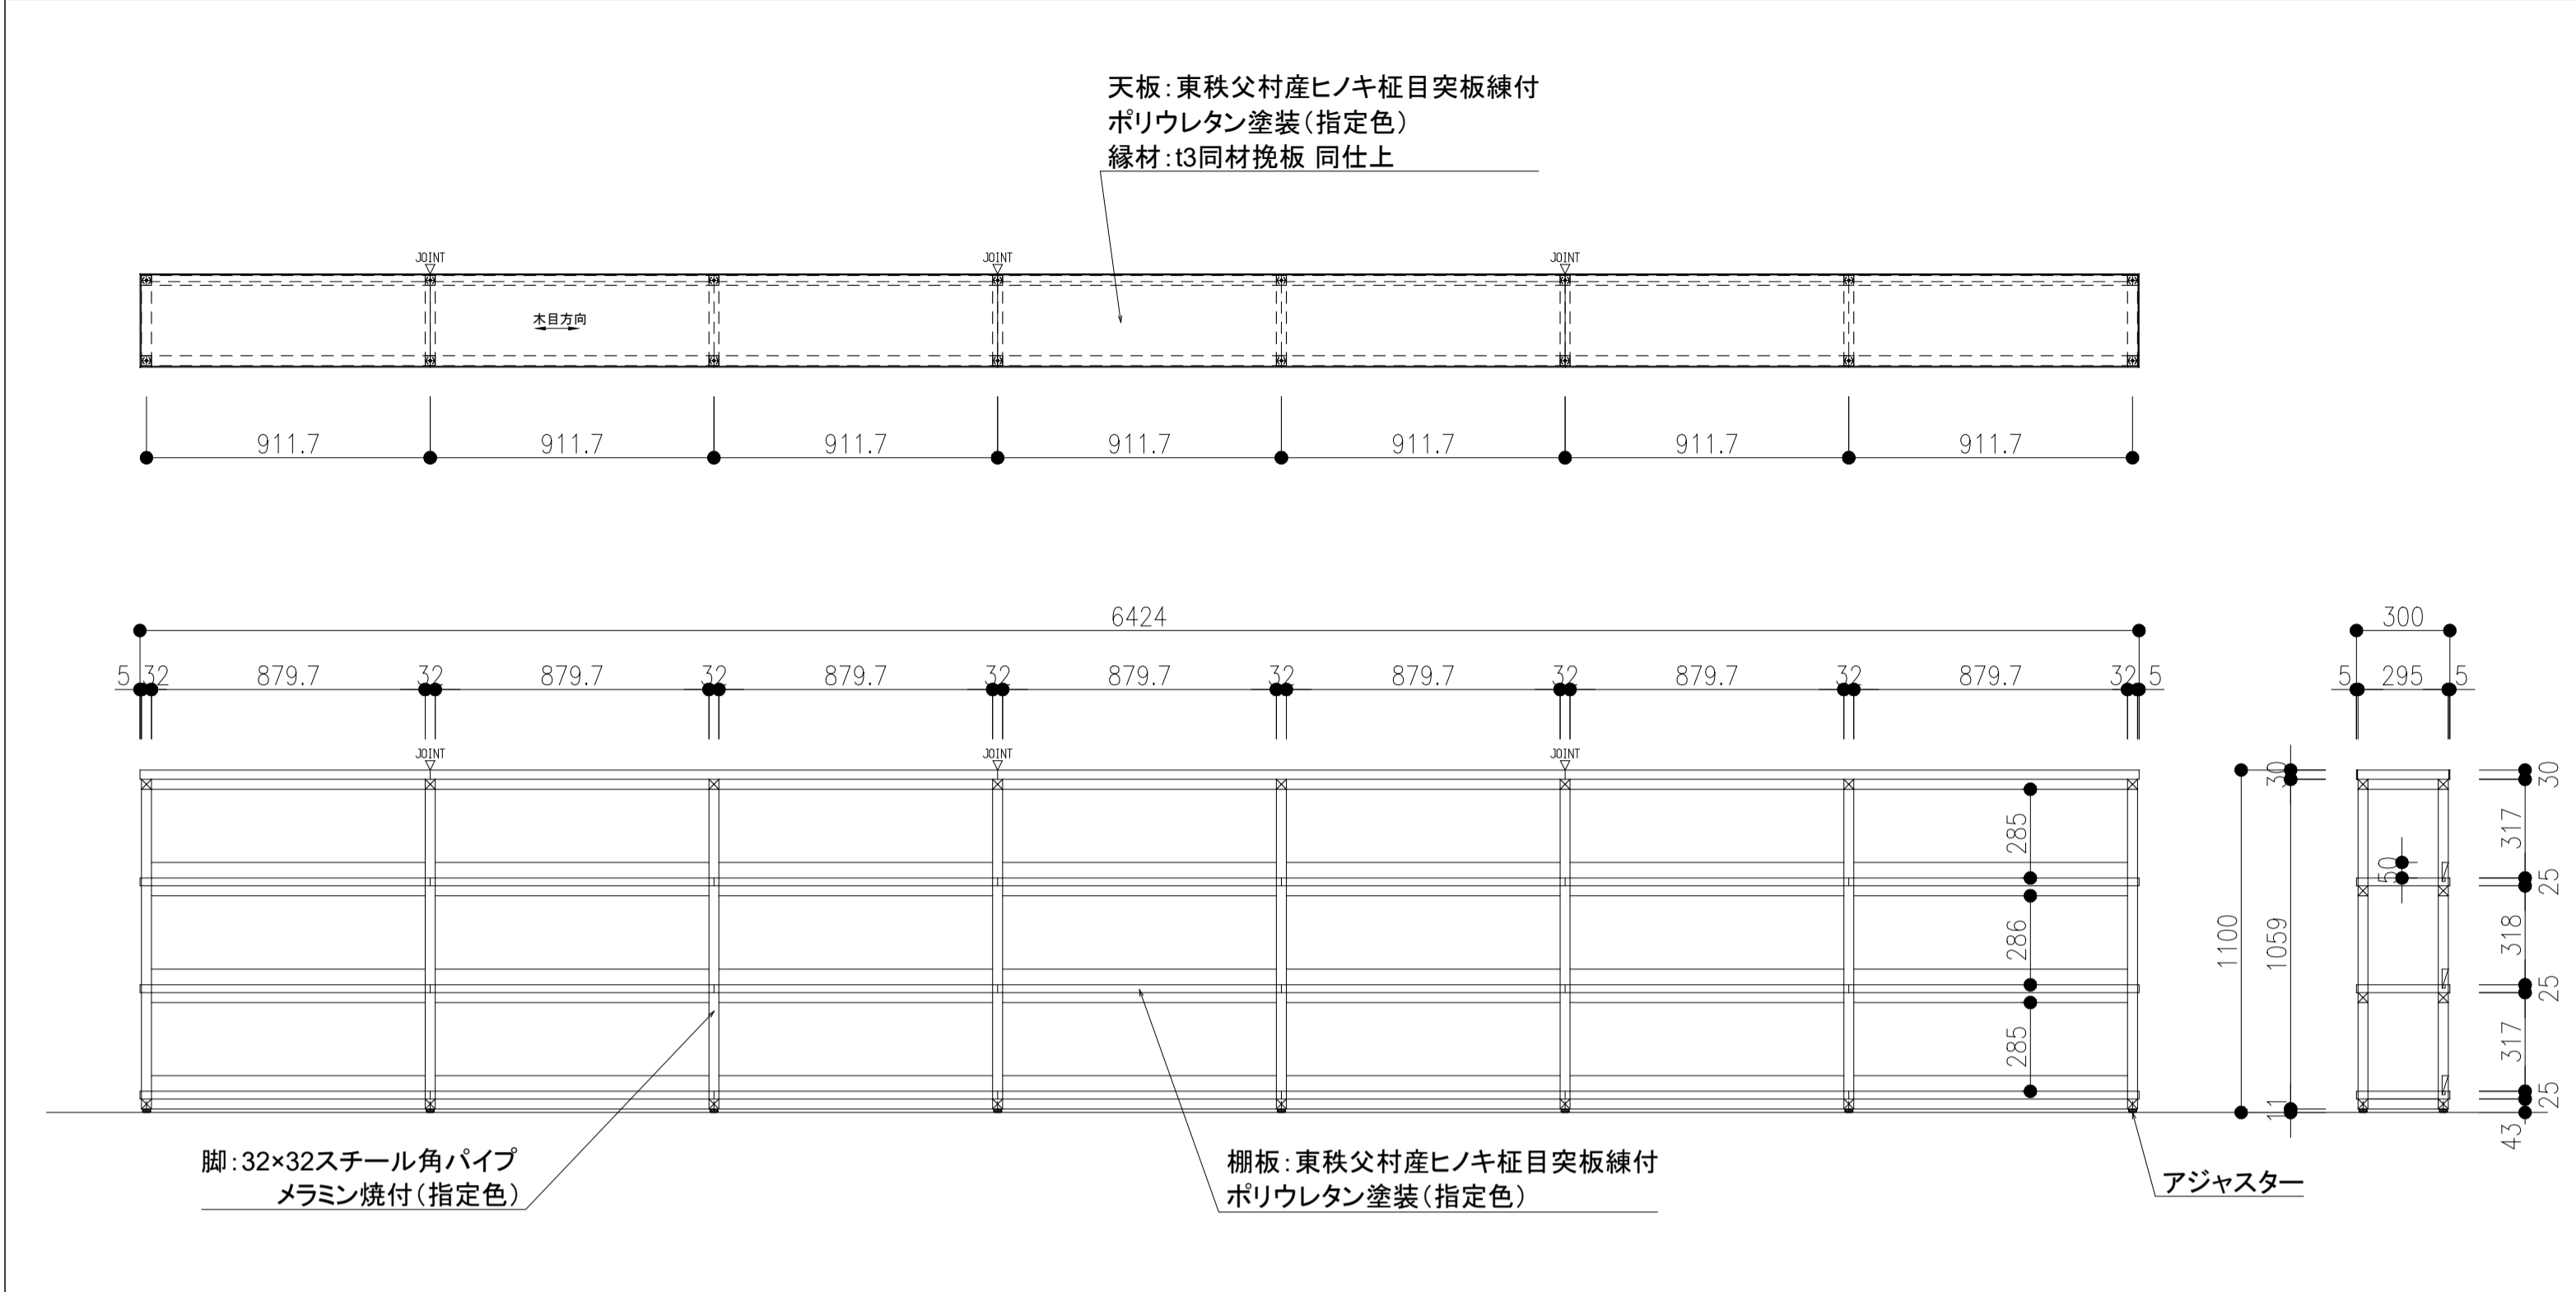 天板：東秩父村産ヒノキ柾目突板練付
ポリウレタン塗装（指定色）
縁材：t3同材挽板 同仕上
JOINT JOINT JOINT
木目方向
911.7 911.7 911.7 911.7 911.7 911.7 911.7
6424
300
5 32 879.7 32 879.7 32 879.7 32 879.7 32 879.7 32 879.7 32 879.7 32 5
5 295 5
JOINT JOINT JOINT
285
286
285
1100
30
1059
11
50
30
317
25
318
25
317
25
43
脚：32×32スチール角パイプ
メラミン焼付（指定色）
棚板：東秩父村産ヒノキ柾目突板練付
ポリウレタン塗装（指定色）
アジャスター